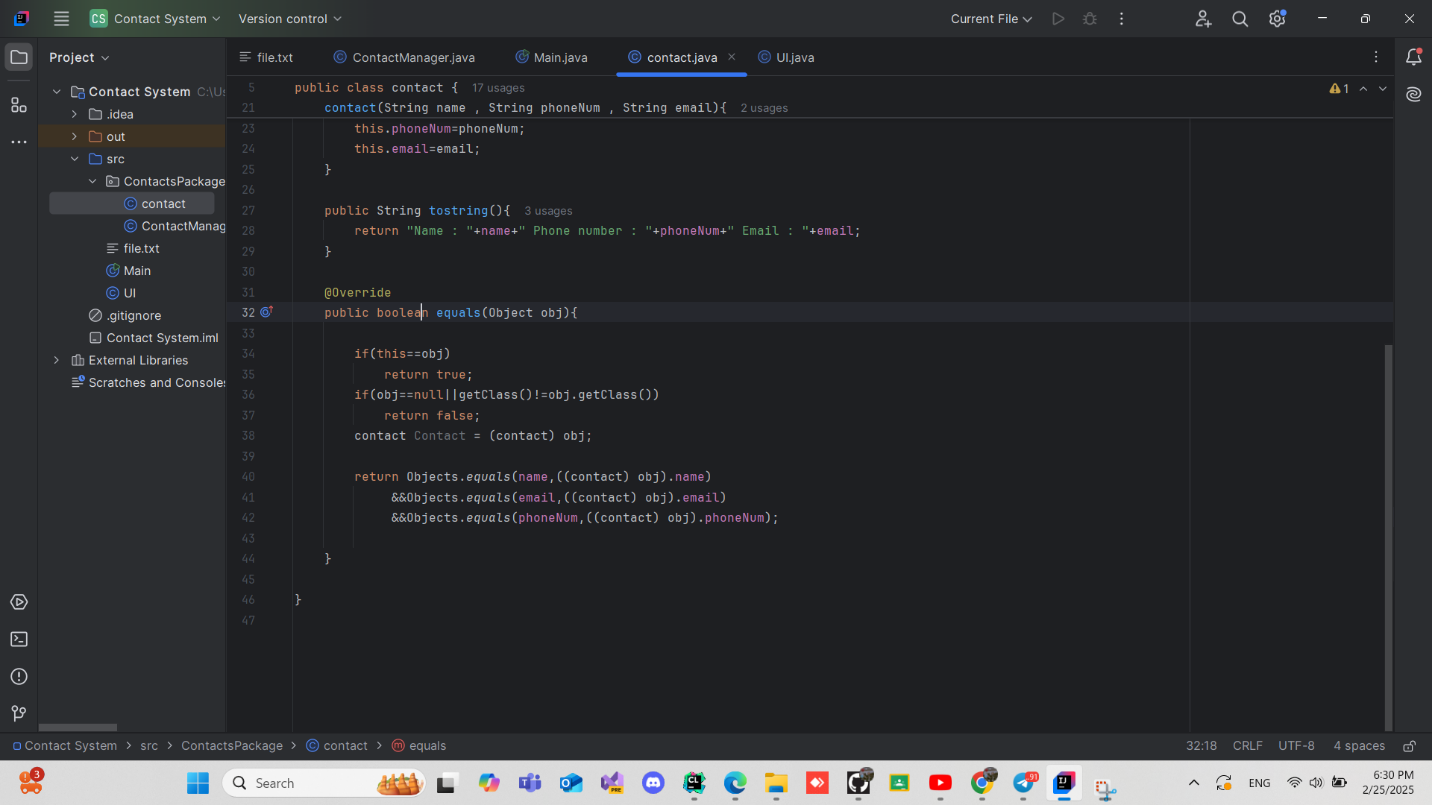 CS Contact System Version control Current File
Project
file.txt ContactManager.java Main.java contact.java UI.java
Contact System C:\Us
.idea
out
src
ContactsPackage
contact
ContactManag
file.txt
Main
UI
.gitignore
Contact System.iml
External Libraries
Scratches and Consoles
1
5 public class contact { 17 usages
21 contact(String name , String phoneNum , String email){ 2 usages
23 this.phoneNum=phoneNum;
24 this.email=email;
25 }
26
27 public String tostring(){ 3 usages
28 return "Name : "+name+" Phone number : "+phoneNum+" Email : "+email;
29 }
30
31 @Override
32 public boolean equals(Object obj){
33
34 if(this==obj)
35 return true;
36 if(obj==null||getClass()!=obj.getClass())
37 return false;
38 contact Contact = (contact) obj;
39
40 return Objects.equals(name,((contact) obj).name)
41 &&Objects.equals(email,((contact) obj).email)
42 &&Objects.equals(phoneNum,((contact) obj).phoneNum);
43
44 }
45
46 }
47
Contact System > src > ContactsPackage > contact > equals 32:18 CRLF UTF-8 4 spaces
3 Search PRE CL 91 IJ ENG 6:30 PM
2/25/2025